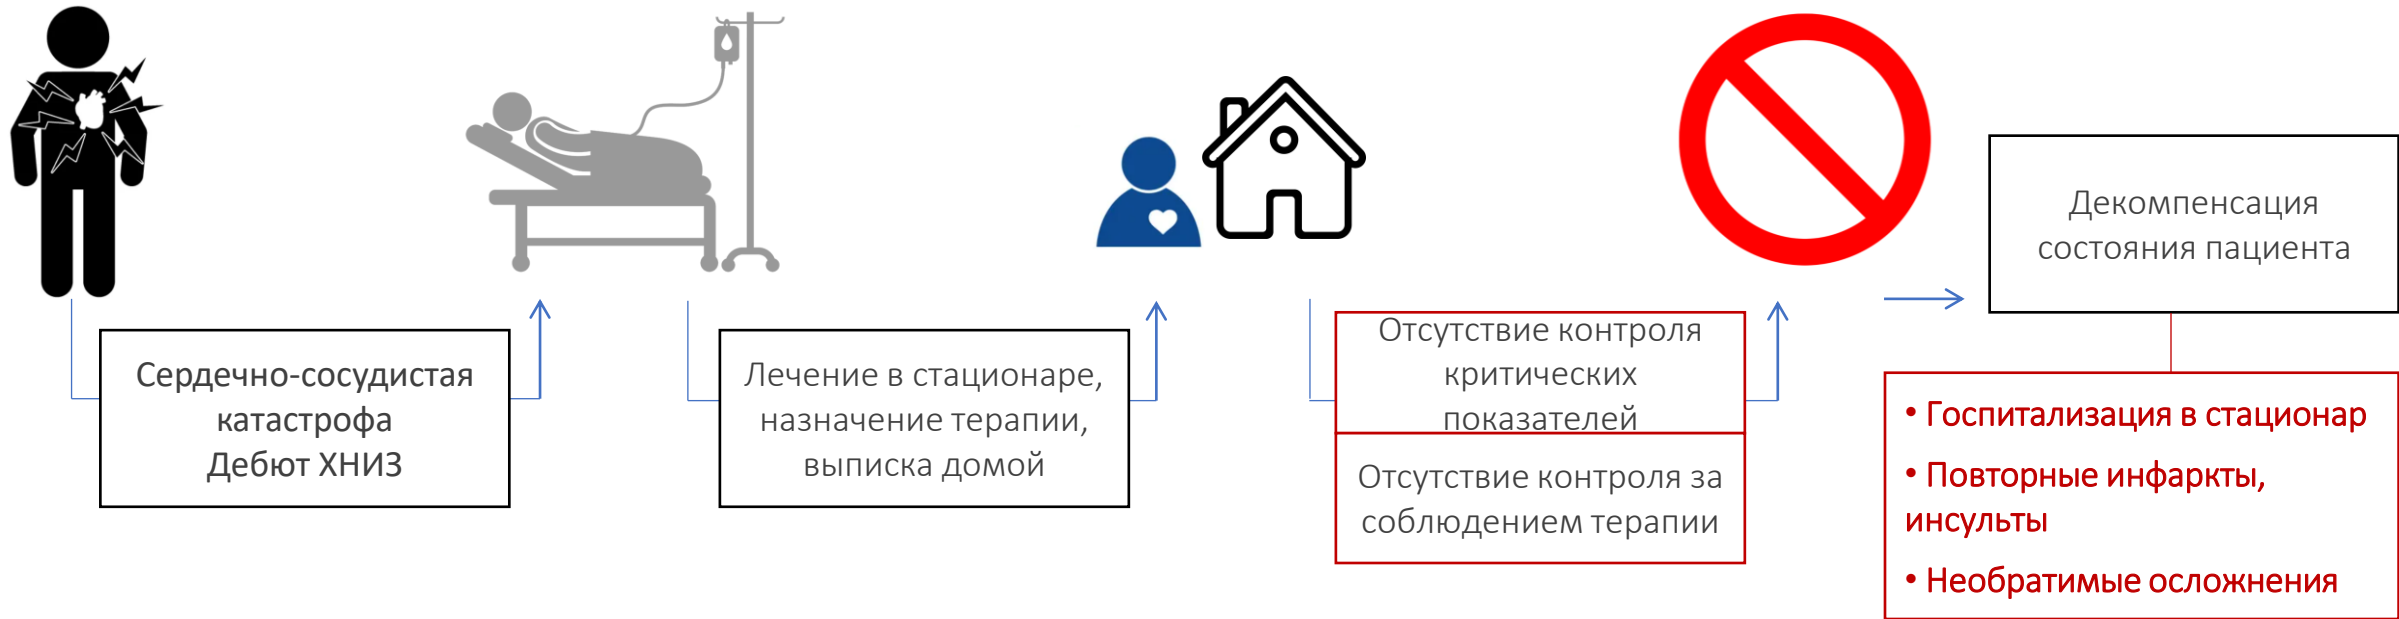 Сердечно-сосудистая
катастрофа
Дебют ХНИЗ
Лечение в стационаре,
назначение терапии,
выписка домой
Отсутствие контроля
критических
показателей
Отсутствие контроля за
соблюдением терапии
Декомпенсация
состояния пациента
• Госпитализация в стационар
• Повторные инфаркты,
инсульты
• Необратимые осложнения